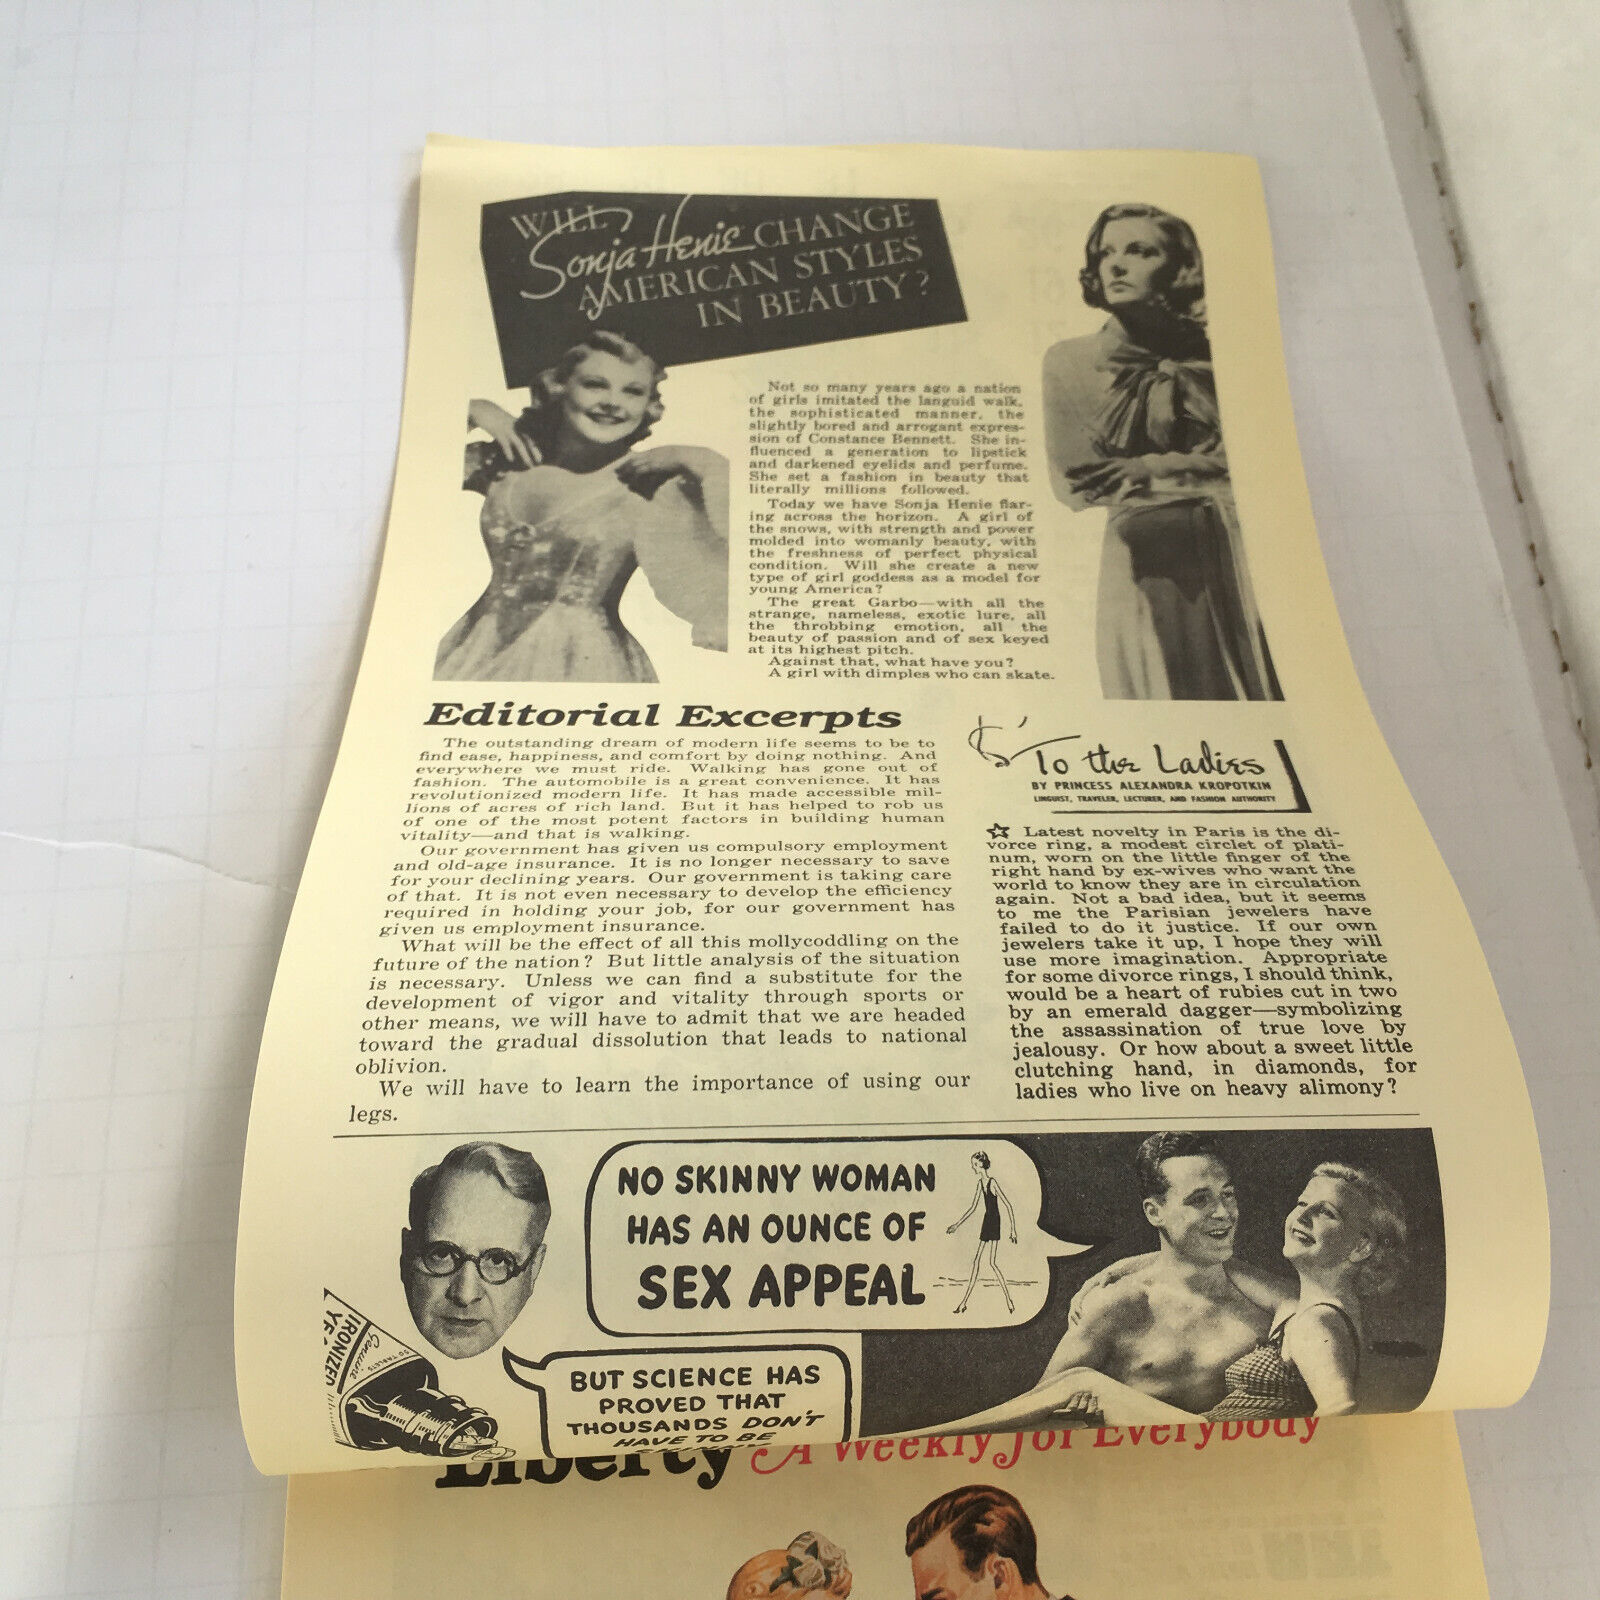 WILL
Sonja Henie CHANGE
AMERICAN STYLES
IN BEAUTY?
Not so many years ago a nation
of girls imitated the languid walk,
the sophisticated manner, the
slightly bored and arrogant expres-
sion of Constance Bennett. She in-
fluenced a generation to lipstick
and darkened eyelids and perfume.
She set a fashion in beauty that
literally millions followed.
Today we have Sonja Henie flar-
ing across the horizon. A girl of
the snows, with strength and power
molded into womanly beauty, with
the freshness of perfect physical
condition. Will she create a new
type of girl goddess as a model for
young America?
The great Garbo—with all the
strange, nameless, exotic lure, all
the throbbing emotion, all the
beauty of passion and of sex keyed
at its highest pitch.
Against that, what have you?
A girl with dimples who can skate.
Editorial Excerpts
The outstanding dream of modern life seems to be to
find ease, happiness, and comfort by doing nothing. And
everywhere we must ride. Walking has gone out of
fashion. The automobile is a great convenience. It has
revolutionized modern life. It has made accessible mil-
lions of acres of rich land. But it has helped to rob us
of one of the most potent factors in building human
vitality—and that is walking.
Our government has given us compulsory employment
and old-age insurance. It is no longer necessary to save
for your declining years. Our government is taking care
of that. It is not even necessary to develop the efficiency
required in holding your job, for our government has
given us employment insurance.
What will be the effect of all this mollycoddling on the
future of the nation? But little analysis of the situation
is necessary. Unless we can find a substitute for the
development of vigor and vitality through sports or
other means, we will have to admit that we are headed
toward the gradual dissolution that leads to national
oblivion.
We will have to learn the importance of using our
legs.
To the Ladies
BY PRINCESS ALEXANDRA KROPOTKIN
LINGUIST, TRAVELER, LECTURER, AND FASHION AUTHORITY
Latest novelty in Paris is the di-
vorce ring, a modest circlet of plati-
num, worn on the little finger of the
right hand by ex-wives who want the
world to know they are in circulation
again. Not a bad idea, but it seems
to me the Parisian jewelers have
failed to do it justice. If our own
jewelers take it up, I hope they will
use more imagination. Appropriate
for some divorce rings, I should think,
would be a heart of rubies cut in two
by an emerald dagger—symbolizing
the assassination of true love by
jealousy. Or how about a sweet little
clutching hand, in diamonds, for
ladies who live on heavy alimony?
NO SKINNY WOMAN
HAS AN OUNCE OF
SEX APPEAL
BUT SCIENCE HAS
PROVED THAT
THOUSANDS DON'T
HAVE TO BE
IRONIZED
Genuine
50 TABLETS
Liberty A Weekly for Everybody